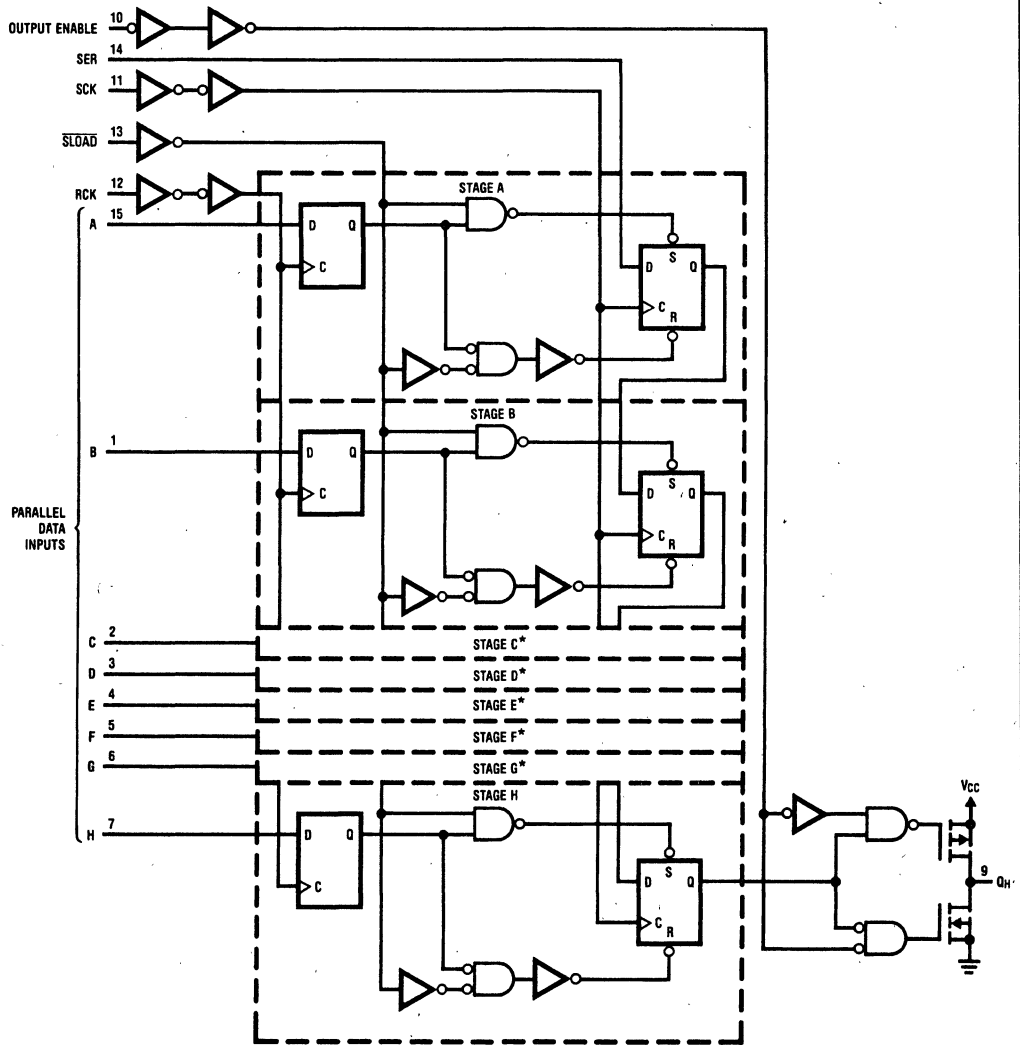 OUTPUT ENABLE 10
SER 14
SCK 11
SLOAD 13
RCK 12
A 15
STAGE A
D Q
C
S
D Q
C
R
STAGE B
B 1
D Q
C
S
D Q
C
R
PARALLEL
DATA
INPUTS
C 2
STAGE C*
D 3
STAGE D*
E 4
STAGE E*
F 5
STAGE F*
G 6
STAGE G*
STAGE H
H 7
D Q
C
S
D Q
C
R
VCC
9 QH